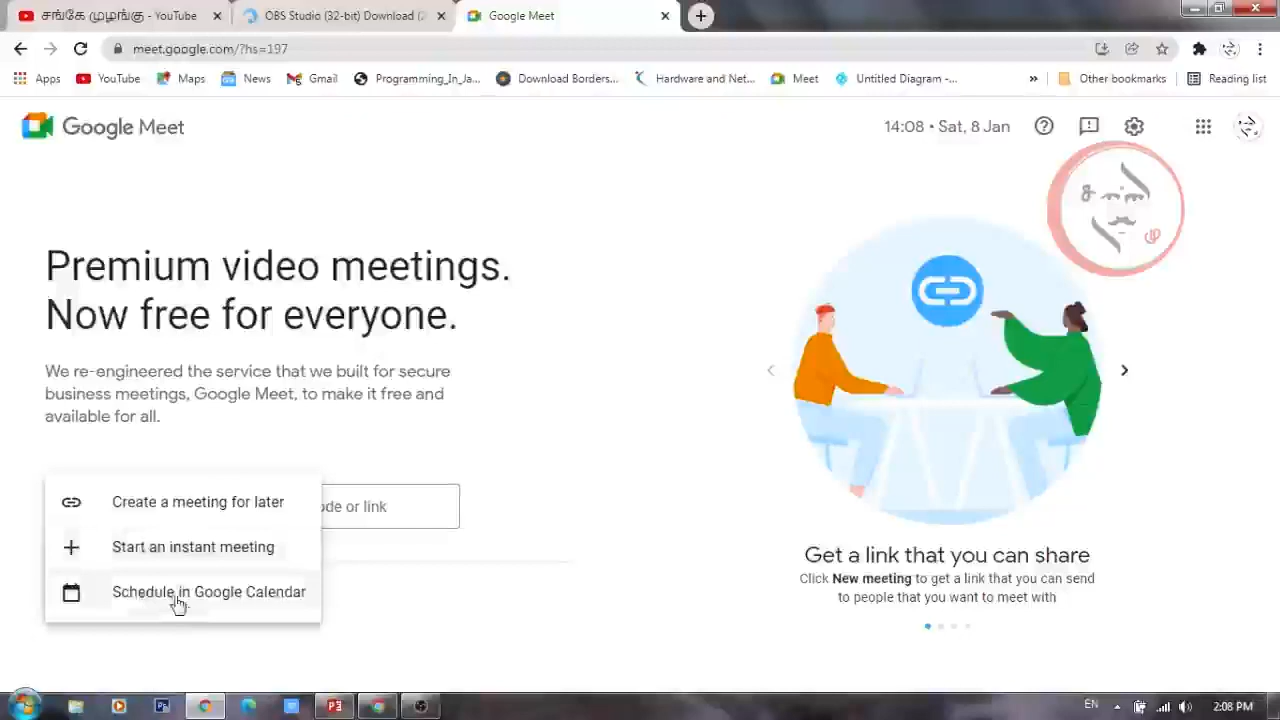 YouTube
OBS Studio (32-bit) Download (2
Google Meet
meet.google.com/?hs=197
Apps
YouTube
Maps
News
Gmail
Programming_In_Ja...
Download Borders...
Hardware and Net...
Meet
Untitled Diagram -...
»
Other bookmarks
Reading list
Google Meet
14:08 • Sat, 8 Jan
Premium video meetings.
Now free for everyone.
We re-engineered the service that we built for secure
business meetings, Google Meet, to make it free and
available for all.
Create a meeting for later
ode or link
Start an instant meeting
Schedule in Google Calendar
Get a link that you can share
Click New meeting to get a link that you can send
to people that you want to meet with
EN
2:08 PM